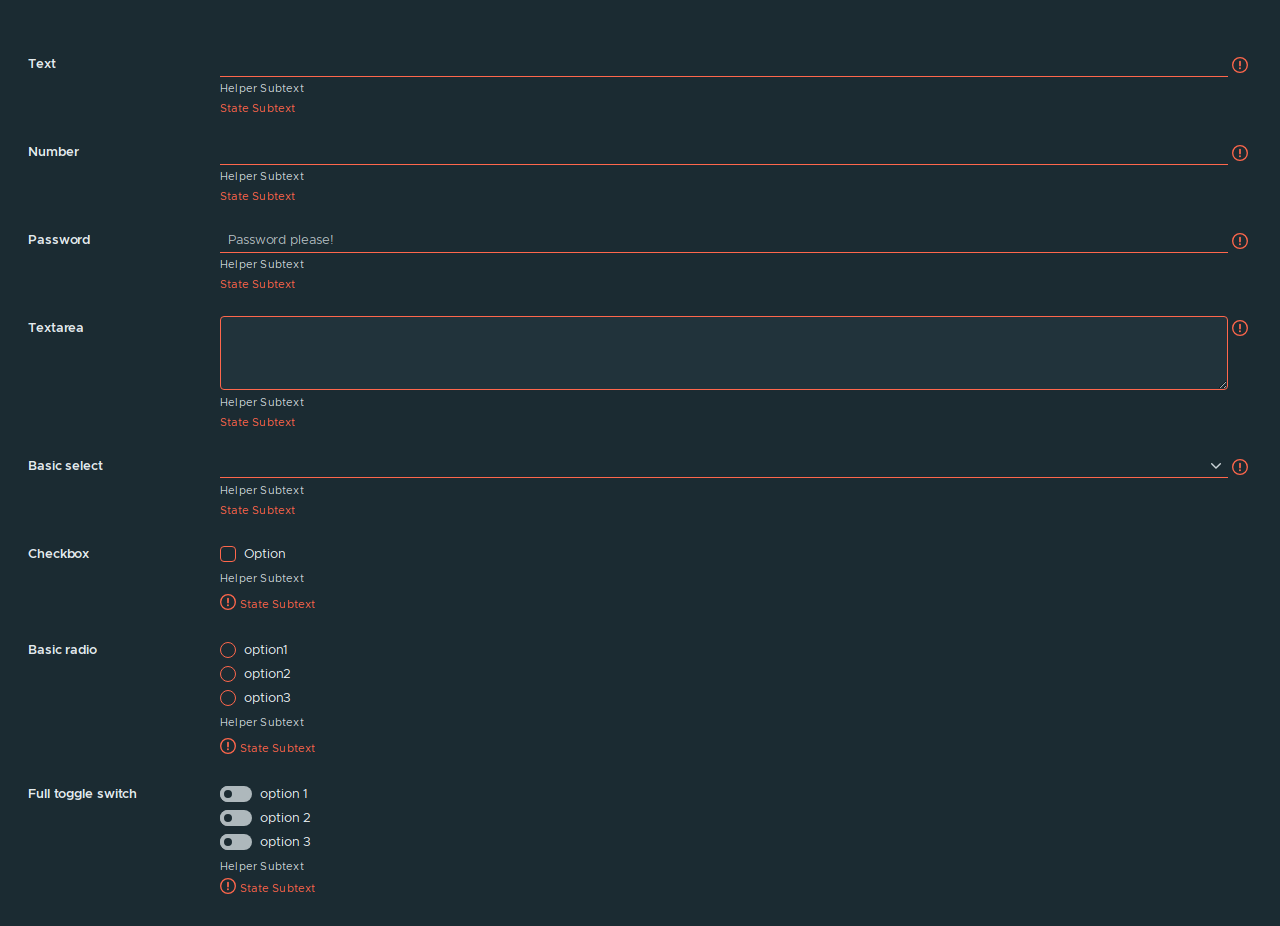 Text
Helper Subtext
State Subtext
Number
Helper Subtext
State Subtext
Password
Password please!
Helper Subtext
State Subtext
Textarea
Helper Subtext
State Subtext
Basic select
Helper Subtext
State Subtext
Checkbox
Option
Helper Subtext
State Subtext
Basic radio
option1
option2
option3
Helper Subtext
State Subtext
Full toggle switch
option 1
option 2
option 3
Helper Subtext
State Subtext